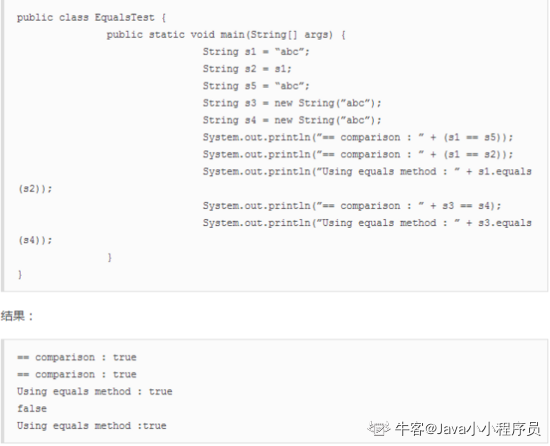 public class EqualsTest {
public static void main(String[] args) {
String s1 = “abc”;
String s2 = s1;
String s5 = “abc”;
String s3 = new String(”abc”);
String s4 = new String(”abc”);
System.out.println(”== comparison : ” + (s1 == s5));
System.out.println(”== comparison : ” + (s1 == s2));
System.out.println(”Using equals method : ” + s1.equals
(s2));
System.out.println(”== comparison : ” + s3 == s4);
System.out.println(”Using equals method : ” + s3.equals
(s4));
}
}
结果：
== comparison : true
== comparison : true
Using equals method : true
false
Using equals method :true
牛客@Java小小程序员